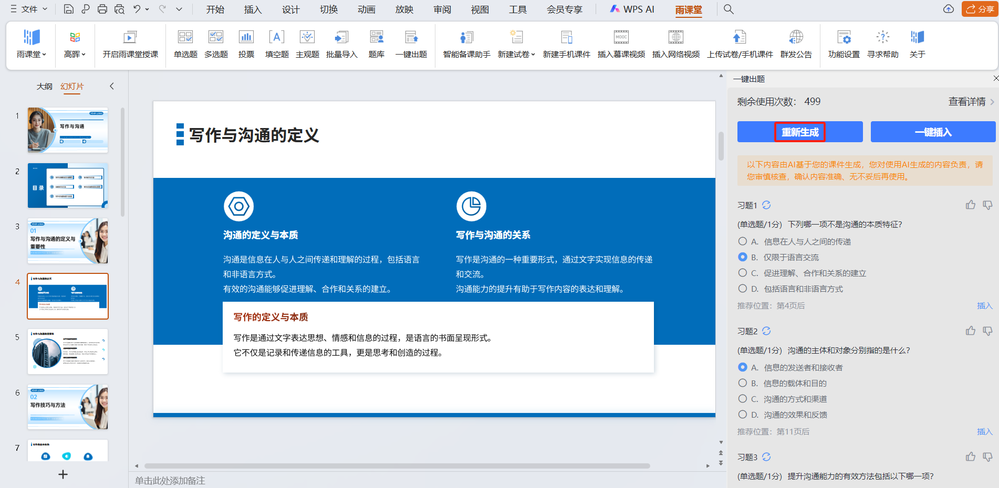 文件
开始 插入 设计 切换 动画 放映 审阅 视图 工具 会员专享 WPS AI 雨课堂
分享
雨课堂 高晖 开启雨课堂授课 单选题 多选题 投票 填空题 主观题 批量导入 题库 一键出题 智能备课助手 新建试卷 新建手机课件 插入慕课视频 插入网络视频 上传试卷/手机课件 群发公告 功能设置 寻求帮助 关于
大纲 幻灯片
1
YOUR LOGO
写作与沟通
2
目录
3
YOUR LOGO
01
写作与沟通的定义与
重要性
4
写作与沟通的定义
5
写作与沟通的重要性
6
YOUR LOGO
02
写作技巧与方法
7
写作与沟通的定义
沟通的定义与本质
沟通是信息在人与人之间传递和理解的过程，包括语言
和非语言方式。
有效的沟通能够促进理解、合作和关系的建立。
写作与沟通的关系
写作是沟通的一种重要形式，通过文字实现信息的传递
和交流。
沟通能力的提升有助于写作内容的表达和理解。
写作的定义与本质
写作是通过文字表达思想、情感和信息的过程，是语言的书面呈现形式。
它不仅是记录和传递信息的工具，更是思考和创造的过程。
单击此处添加备注
一键出题
剩余使用次数： 499
查看详情
重新生成
一键插入
以下内容由AI基于您的课件生成，您对使用AI生成的内容负责，请
您审慎核查，确认内容准确、无不妥后再使用。
习题1
(单选题/1分) 下列哪一项不是沟通的本质特征?
A. 信息在人与人之间的传递
B. 仅限于语言交流
C. 促进理解、合作和关系的建立
D. 包括语言和非语言方式
推荐位置：第4页后
插入
习题2
(单选题/1分) 沟通的主体和对象分别指的是什么?
A. 信息的发送者和接收者
B. 信息的载体和目的
C. 沟通的方式和渠道
D. 沟通的效果和反馈
推荐位置：第11页后
插入
习题3
(单选题/1分) 提升沟通能力的有效方法包括以下哪一项?